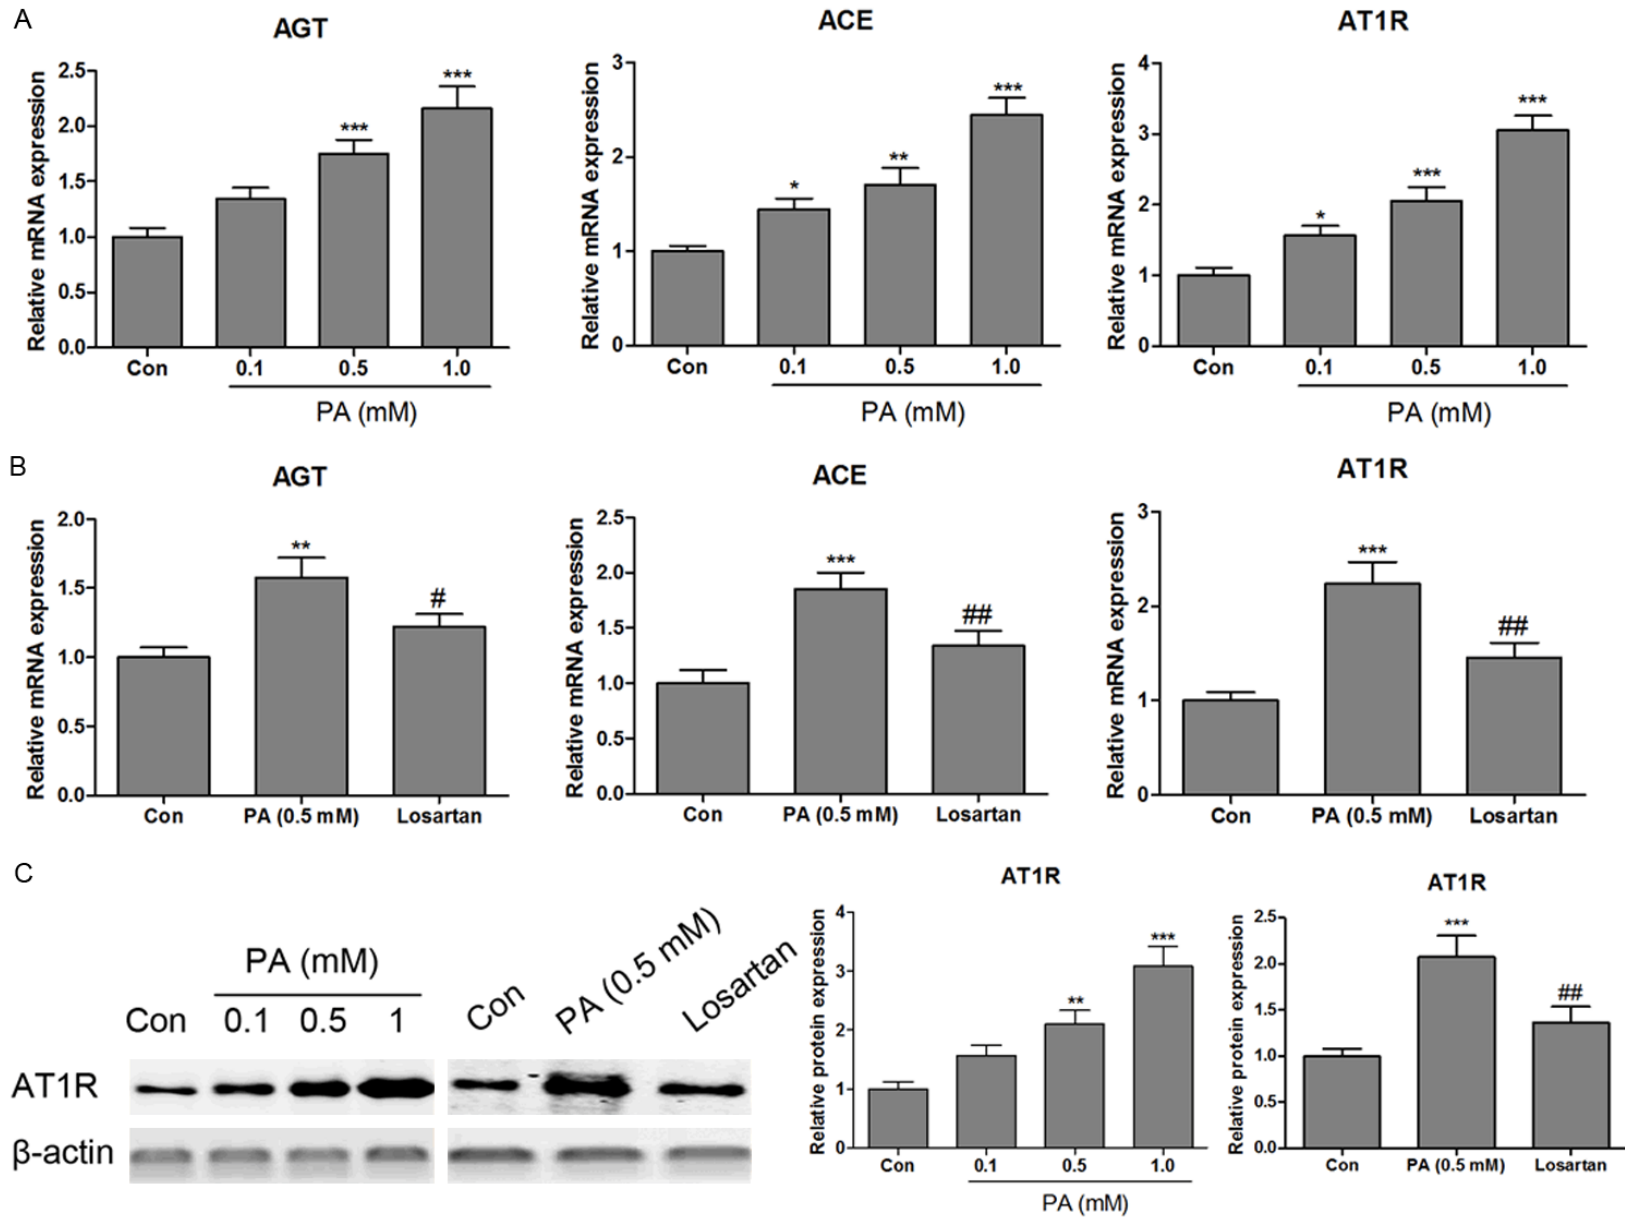 A
AGT
Relative mRNA expression
2.5
2.0
1.5
1.0
0.5
0.0
***
***
Con
0.1
0.5
1.0
PA (mM)
ACE
Relative mRNA expression
3
2
1
0
*
**
***
Con
0.1
0.5
1.0
PA (mM)
AT1R
Relative mRNA expression
4
3
2
1
0
*
***
***
Con
0.1
0.5
1.0
PA (mM)
B
AGT
Relative mRNA expression
2.0
1.5
1.0
0.5
0.0
**
#
Con
PA (0.5 mM)
Losartan
ACE
Relative mRNA expression
2.5
2.0
1.5
1.0
0.5
0.0
***
##
Con
PA (0.5 mM)
Losartan
AT1R
Relative mRNA expression
3
2
1
0
***
##
Con
PA (0.5 mM)
Losartan
C
PA (mM)
Con
0.1
0.5
1
Con
PA (0.5 mM)
Losartan
AT1R
β-actin
AT1R
Relative protein expression
4
3
2
1
0
**
***
Con
0.1
0.5
1.0
PA (mM)
AT1R
Relative protein expression
2.5
2.0
1.5
1.0
0.5
0.0
***
##
Con
PA (0.5 mM)
Losartan